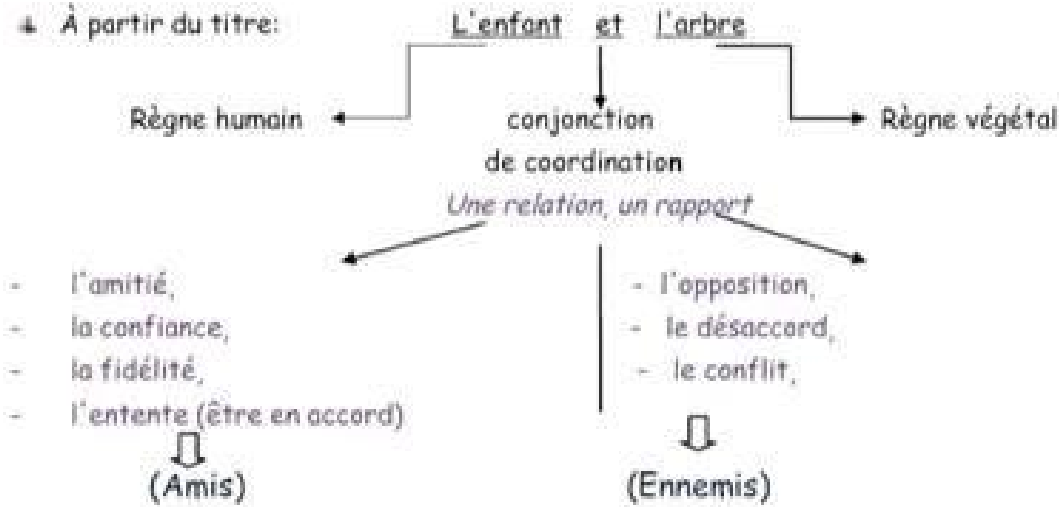 À partir du titre: L'enfant et l'arbre
Règne humain conjonction Règne végétal
de coordination
Une relation, un rapport
- l'amitié, - l'opposition,
- la confiance, - le désaccord,
- la fidélité, - le conflit,
- l'entente (être en accord)
(Amis) (Ennemis)